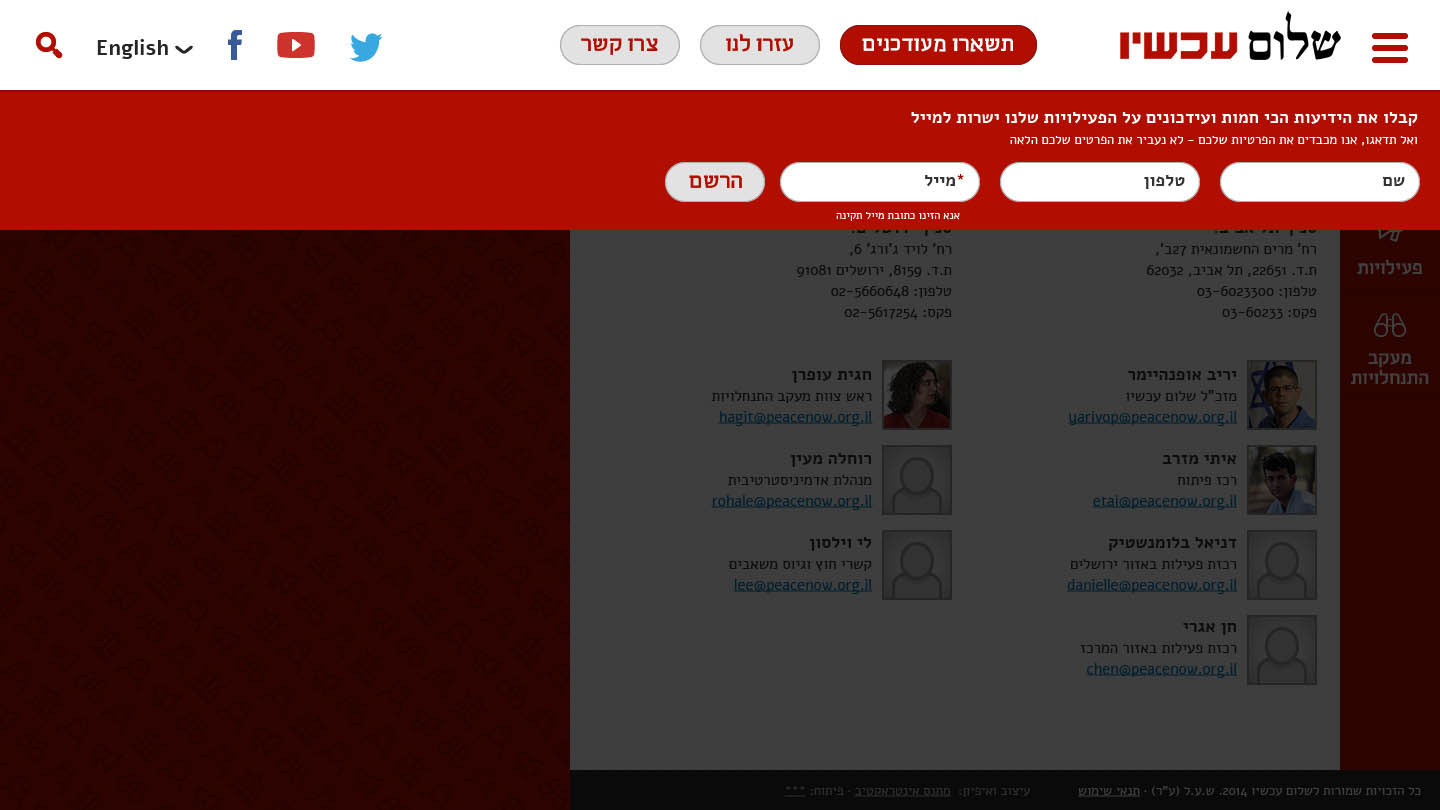 שלום עכשיו
תשארו מעודכנים
עזרו לנו
צרו קשר
English
קבלו את הידיעות הכי חמות ועידכונים על הפעילויות שלנו ישרות למייל
ואל תדאגו, אנו מכבדים את הפרטיות שלכם - לא נעביר את הפרטים שלכם הלאה
שם
טלפון
*מייל
הרשם
אנא הזינו כתובת מייל תקינה
פעילויות
מעקב
התנחלויות
רח' מרים החשמונאית 27ב',
ת.ד. 22651, תל אביב, 62032
טלפון: 03-6023300
פקס: 03-60233
רח' לויד ג'ורג' 6,
ת.ד. 8159, ירושלים 91081
טלפון: 02-5660648
פקס: 02-5617254
יריב אופנהיימר
מזכ"ל שלום עכשיו
yarivop@peacenow.org.il
חגית עופרן
ראש צוות מעקב התנחלויות
hagit@peacenow.org.il
איתי מזרב
רכז פיתוח
etai@peacenow.org.il
רוחלה מעין
מנהלת אדמיניסטרטיבית
rohale@peacenow.org.il
דניאל בלומנשטיק
רכזת פעילות באזור ירושלים
danielle@peacenow.org.il
לי וילסון
קשרי חוץ וגיוס משאבים
lee@peacenow.org.il
חן אגרי
רכזת פעילות באזור המרכז
chen@peacenow.org.il
כל הזכויות שמורות לשלום עכשיו 2014. ש.ע.ל (ע"ר) · תנאי שימוש
עיצוב ואיפיון: מתנס אינטראקטיב · פיתוח: ***